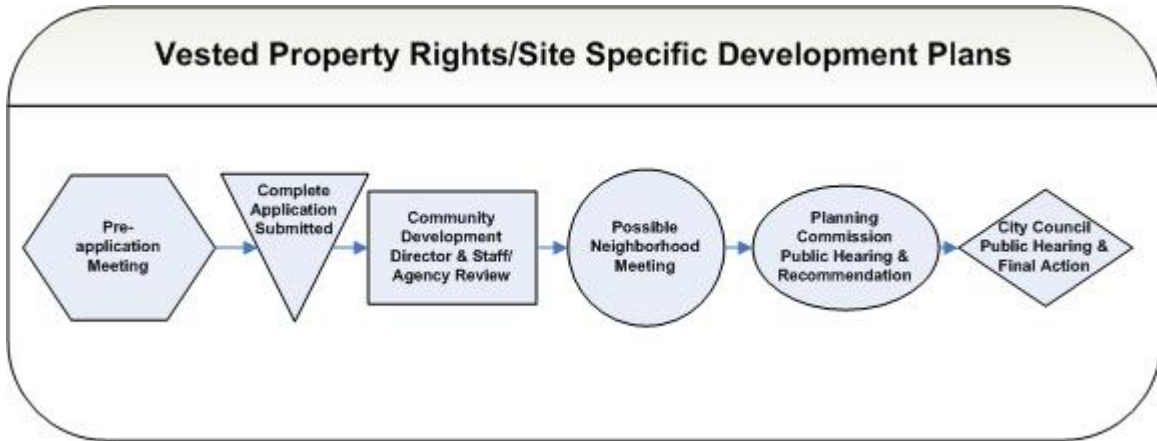 Vested Property Rights/Site Specific Development Plans
Pre-
application
Meeting
Complete
Application
Submitted
Community
Development
Director & Staff/
Agency Review
Possible
Neighborhood
Meeting
Planning
Commission
Public Hearing &
Recommendation
City Council
Public Hearing &
Final Action